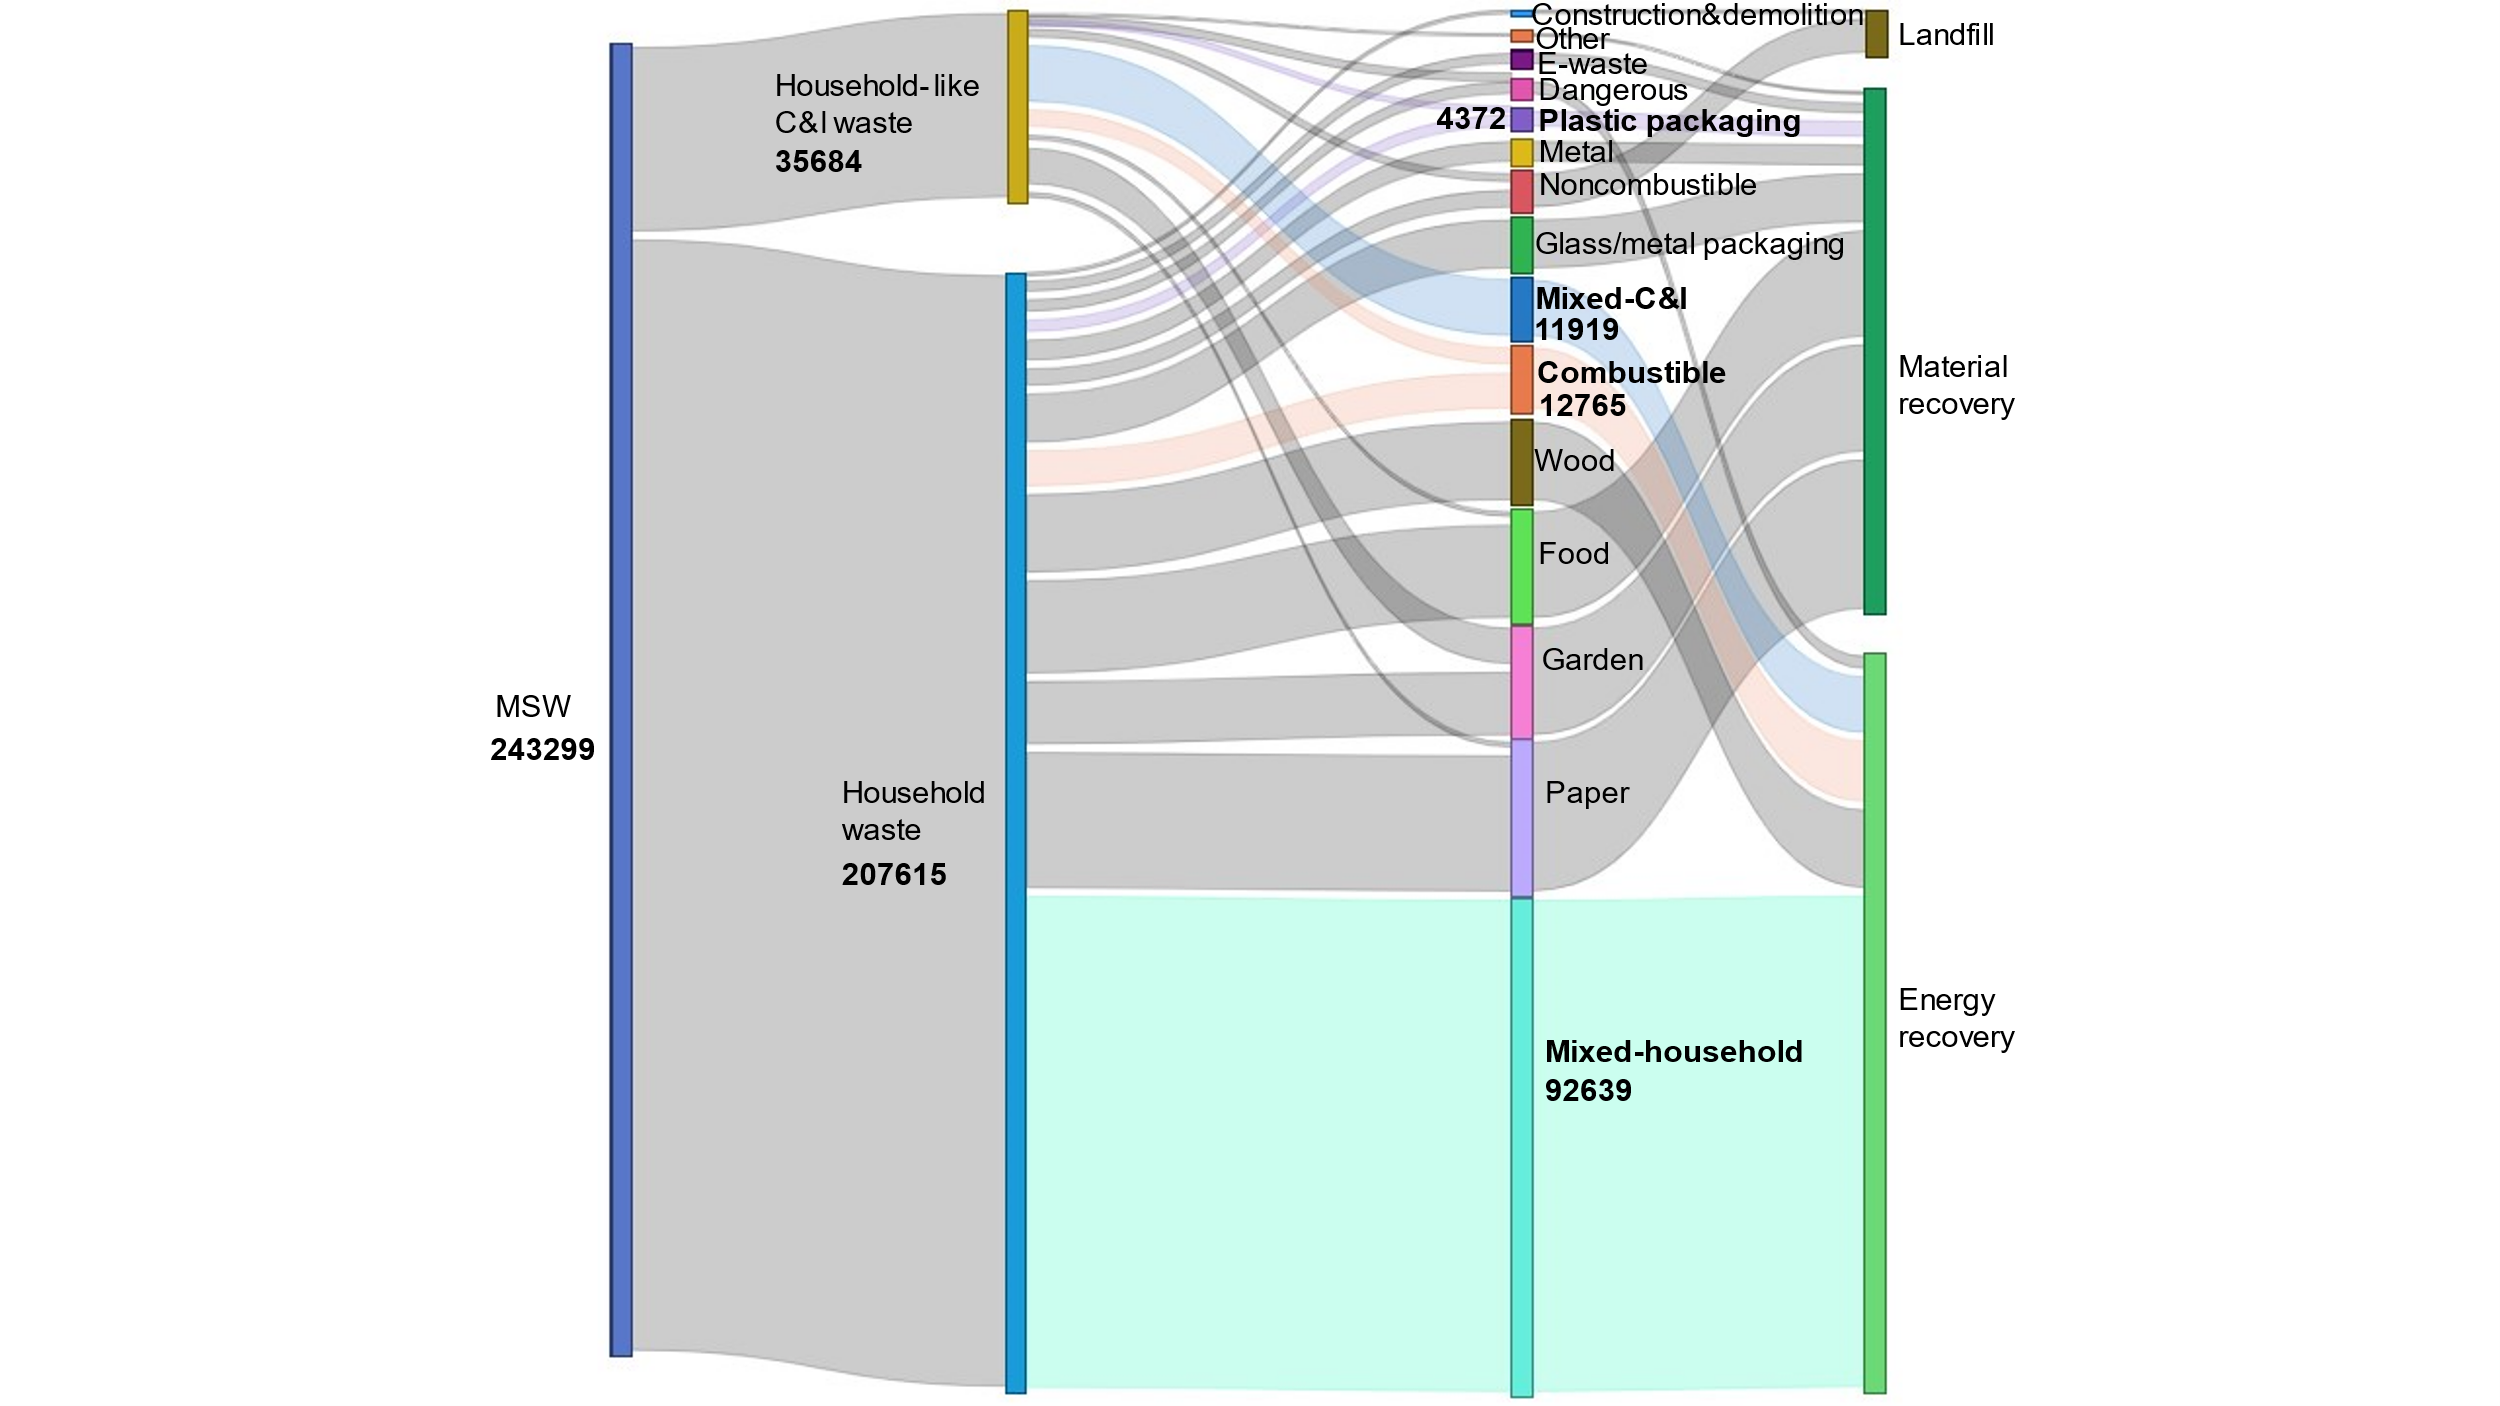 MSW
243299
Household-like
C&I waste
35684
Household
waste
207615
Construction&demolition
Other
E-waste
Dangerous
4372 Plastic packaging
Metal
Noncombustible
Glass/metal packaging
Mixed-C&I
11919
Combustible
12765
Wood
Food
Garden
Paper
Mixed-household
92639
Landfill
Material
recovery
Energy
recovery